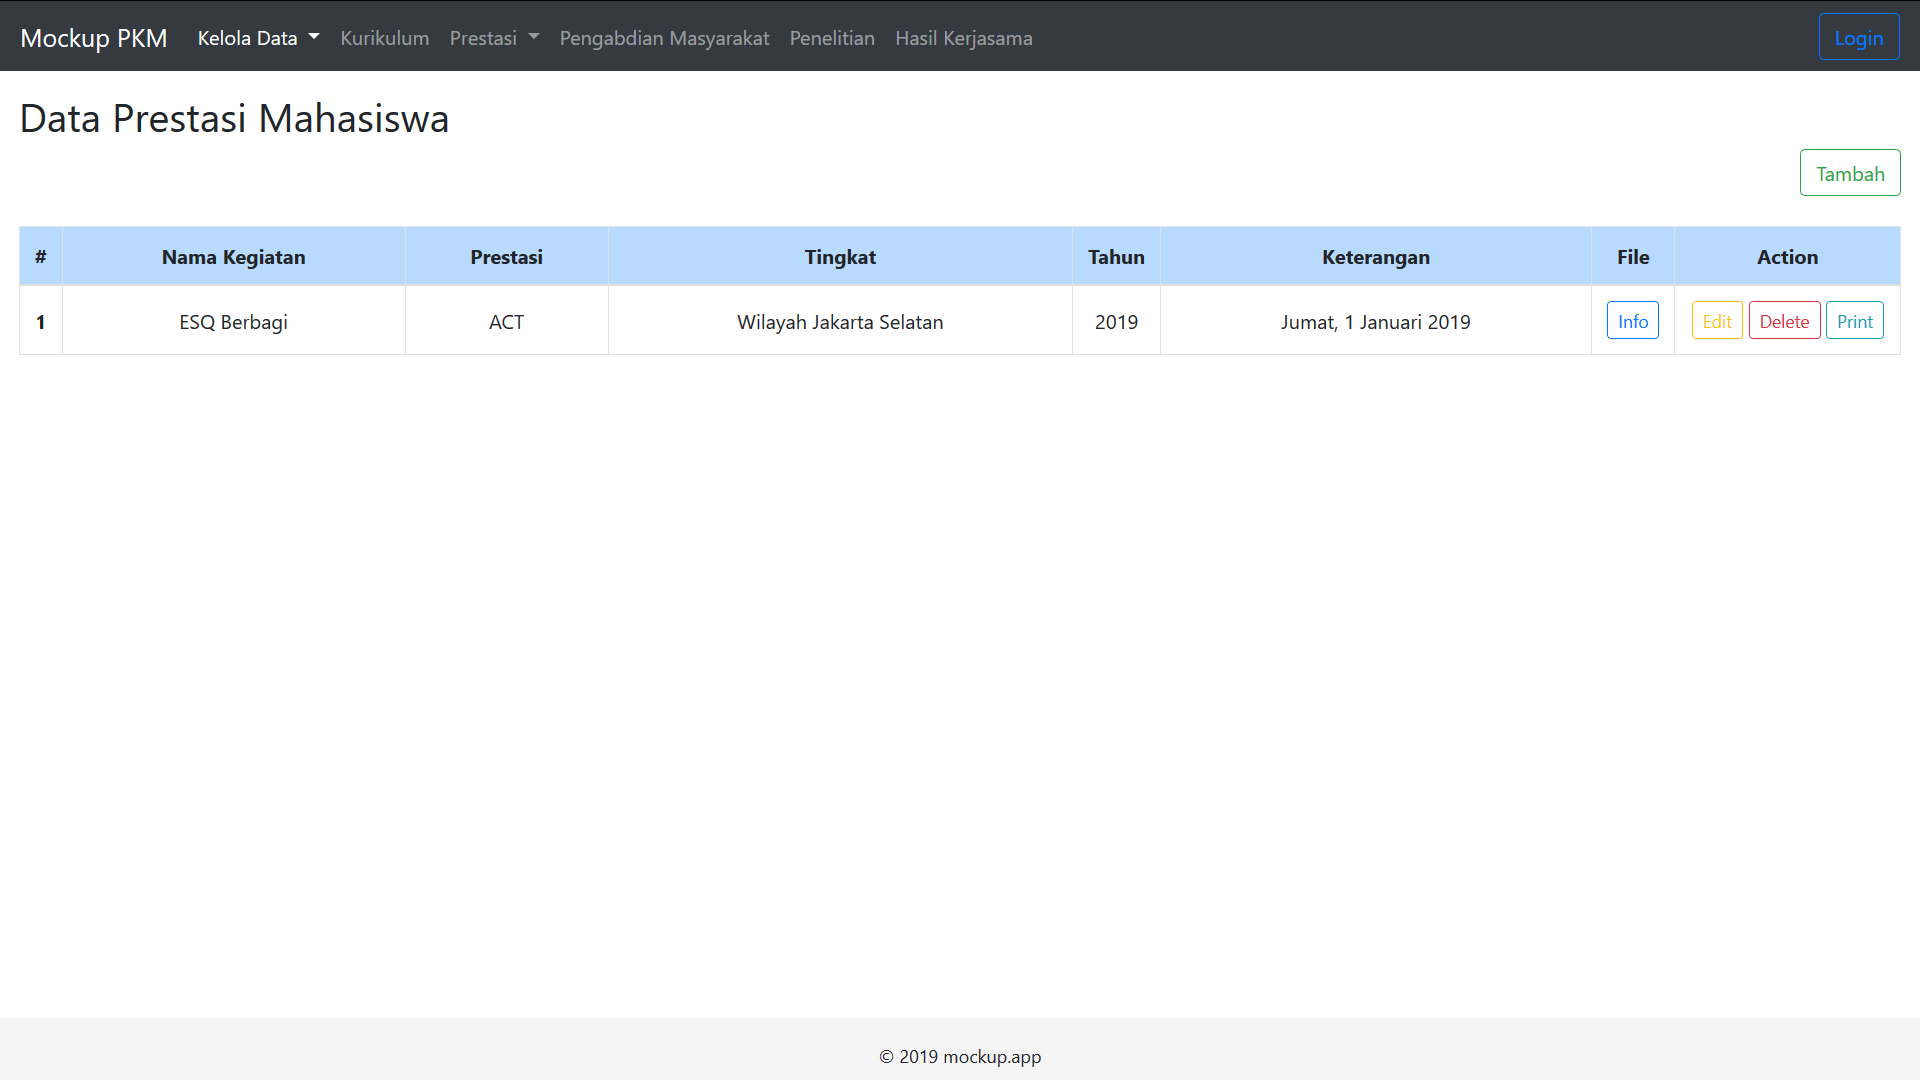 Mockup PKM Kelola Data Kurikulum Prestasi Pengabdian Masyarakat Penelitian Hasil Kerjasama Login
Data Prestasi Mahasiswa
Tambah
# Nama Kegiatan Prestasi Tingkat Tahun Keterangan File Action
1 ESQ Berbagi ACT Wilayah Jakarta Selatan 2019 Jumat, 1 Januari 2019 Info Edit Delete Print
© 2019 mockup.app